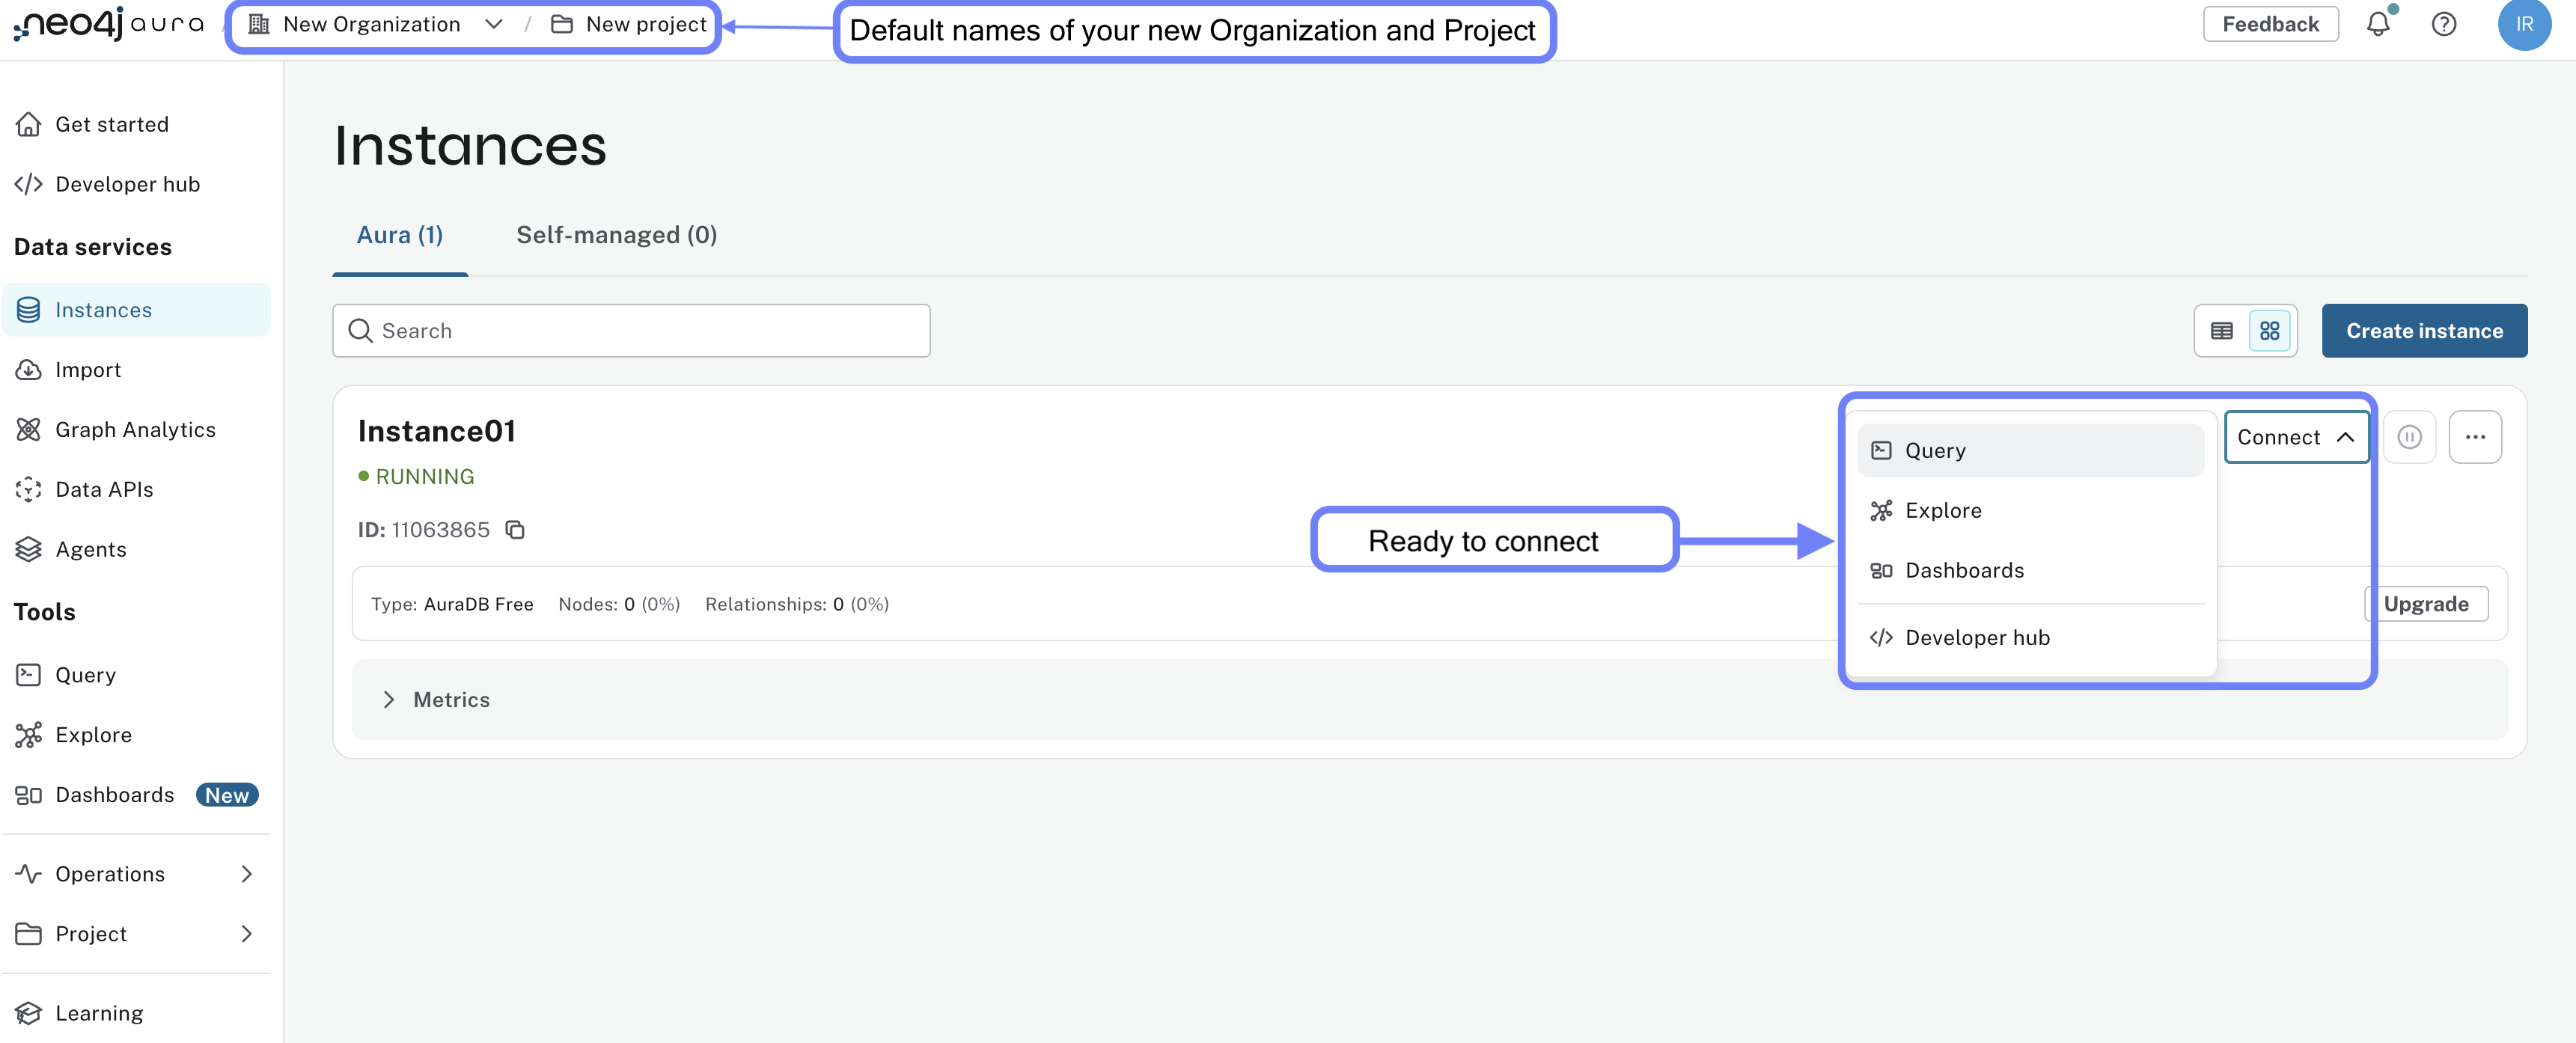 neo4j aura
/ New Organization / New project
Default names of your new Organization and Project
Feedback
IR
Get started
Developer hub
Data services
Instances
Import
Graph Analytics
Data APIs
Agents
Tools
Query
Explore
Dashboards New
Operations
Project
Learning
Instances
Aura (1) Self-managed (0)
Search
Create instance
Instance01
RUNNING
ID: 11063865
Type: AuraDB Free Nodes: 0 (0%) Relationships: 0 (0%)
Metrics
Ready to connect
Query
Explore
Dashboards
Developer hub
Connect
Upgrade